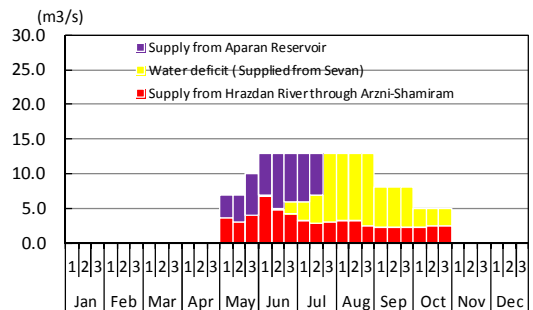 (m3/s)
30.0
25.0
20.0
15.0
10.0
5.0
0.0
Supply from Aparan Reservoir
Water deficit (Supplied from Sevan)
Supply from Hrazdan River through Arzni-Shamiram
1 2 3 1 2 3 1 2 3 1 2 3 1 2 3 1 2 3 1 2 3 1 2 3 1 2 3 1 2 3 1 2 3 1 2 3
Jan Feb Mar Apr May Jun Jul Aug Sep Oct Nov Dec